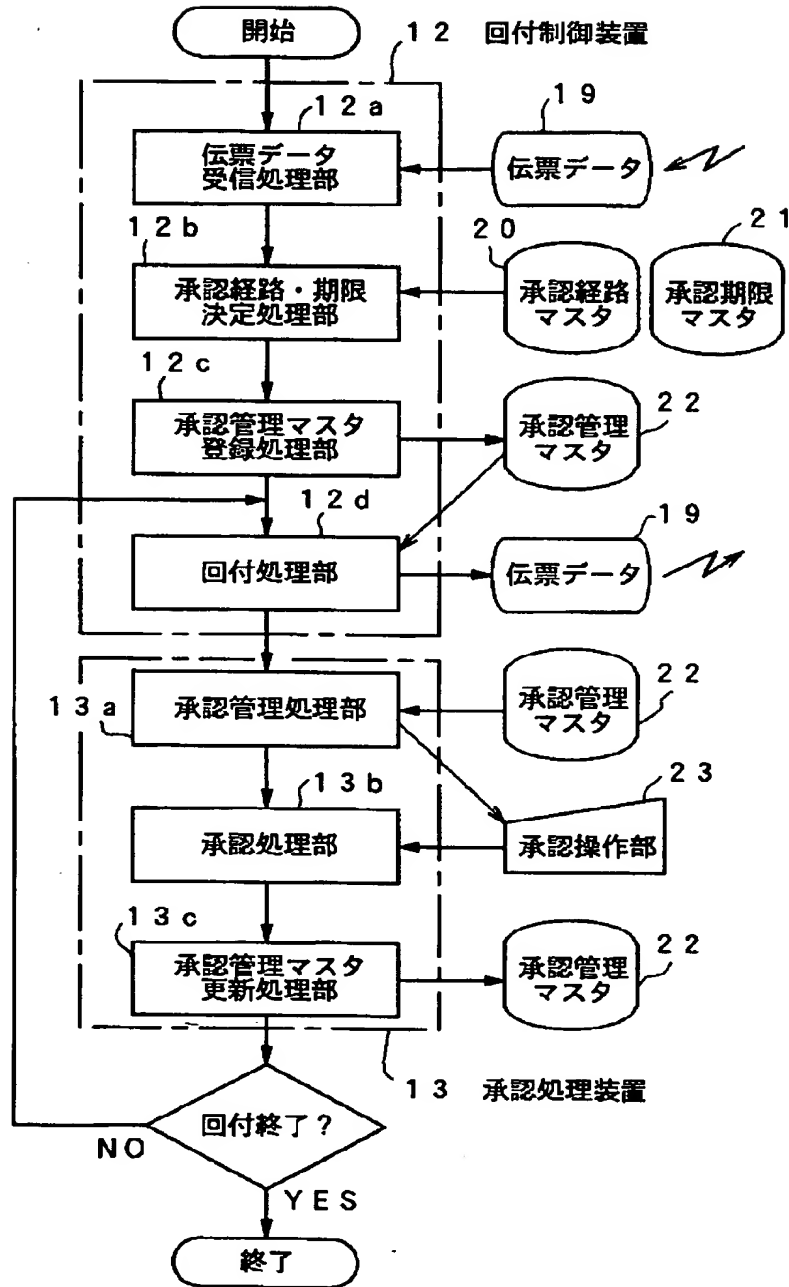 開始
12 回付制御装置
12a
伝票データ
受信処理部
19
伝票データ
12b
承認経路・期限
決定処理部
20
承認経路
マスタ
21
承認期限
マスタ
12c
承認管理マスタ
登録処理部
22
承認管理
マスタ
12d
回付処理部
19
伝票データ
13a
承認管理処理部
22
承認管理
マスタ
13b
承認処理部
23
承認操作部
13c
承認管理マスタ
更新処理部
22
承認管理
マスタ
13 承認処理装置
回付終了?
NO
YES
終了